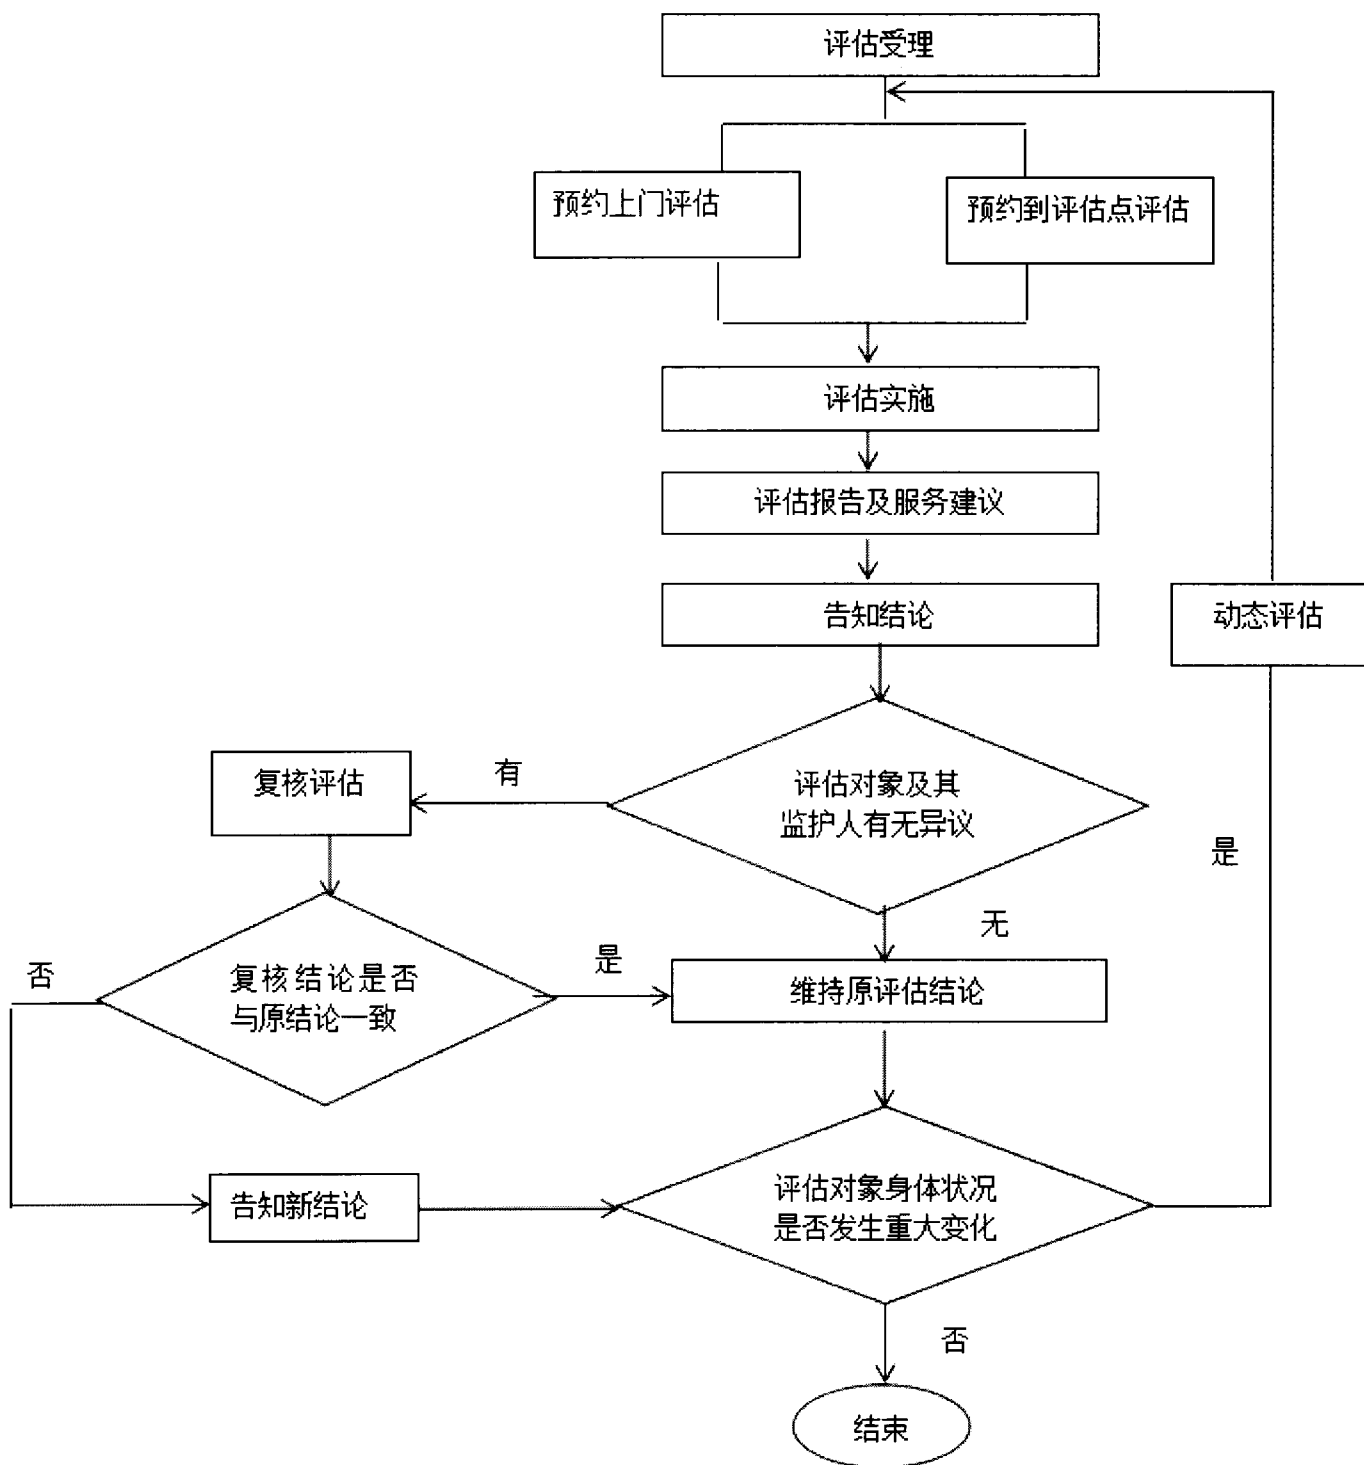 评估受理
预约上门评估
预约到评估点评估
评估实施
评估报告及服务建议
告知结论
动态评估
复核评估
有
评估对象及其
监护人有无异议
是
无
否
复核结论是否
与原结论一致
是
维持原评估结论
告知新结论
评估对象身体状况
是否发生重大变化
否
结束